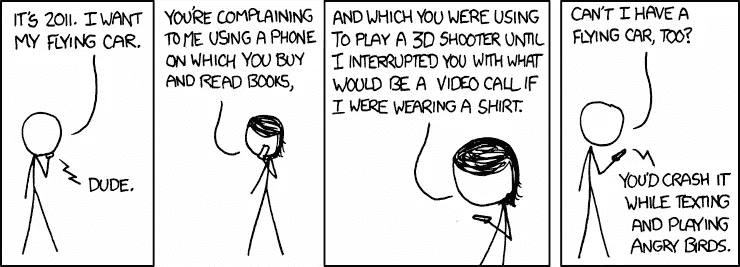 IT'S 2011. I WANT
MY FLYING CAR.
DUDE.
YOU'RE COMPLAINING
TO ME USING A PHONE
ON WHICH YOU BUY
AND READ BOOKS,
AND WHICH YOU WERE USING
TO PLAY A 3D SHOOTER UNTIL
I INTERRUPTED YOU WITH WHAT
WOULD BE A VIDEO CALL IF
I WERE WEARING A SHIRT.
CAN'T I HAVE A
FLYING CAR, TOO?
YOU'D CRASH IT
WHILE TEXTING
AND PLAYING
ANGRY BIRDS.